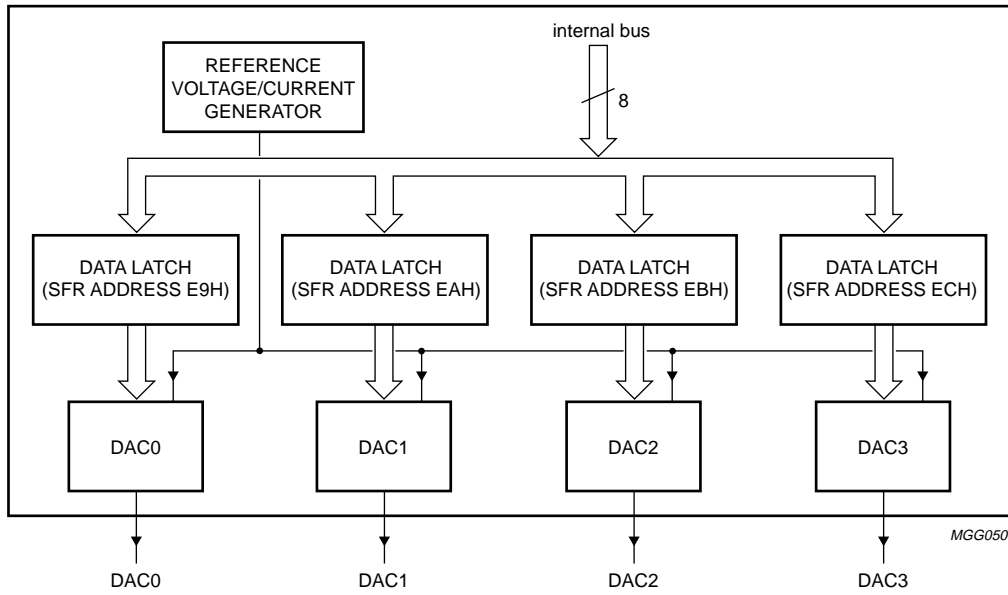 internal bus
REFERENCE
VOLTAGE/CURRENT
GENERATOR
8
DATA LATCH
(SFR ADDRESS E9H)
DATA LATCH
(SFR ADDRESS EAH)
DATA LATCH
(SFR ADDRESS EBH)
DATA LATCH
(SFR ADDRESS ECH)
DAC0
DAC1
DAC2
DAC3
MGG050
DAC0
DAC1
DAC2
DAC3